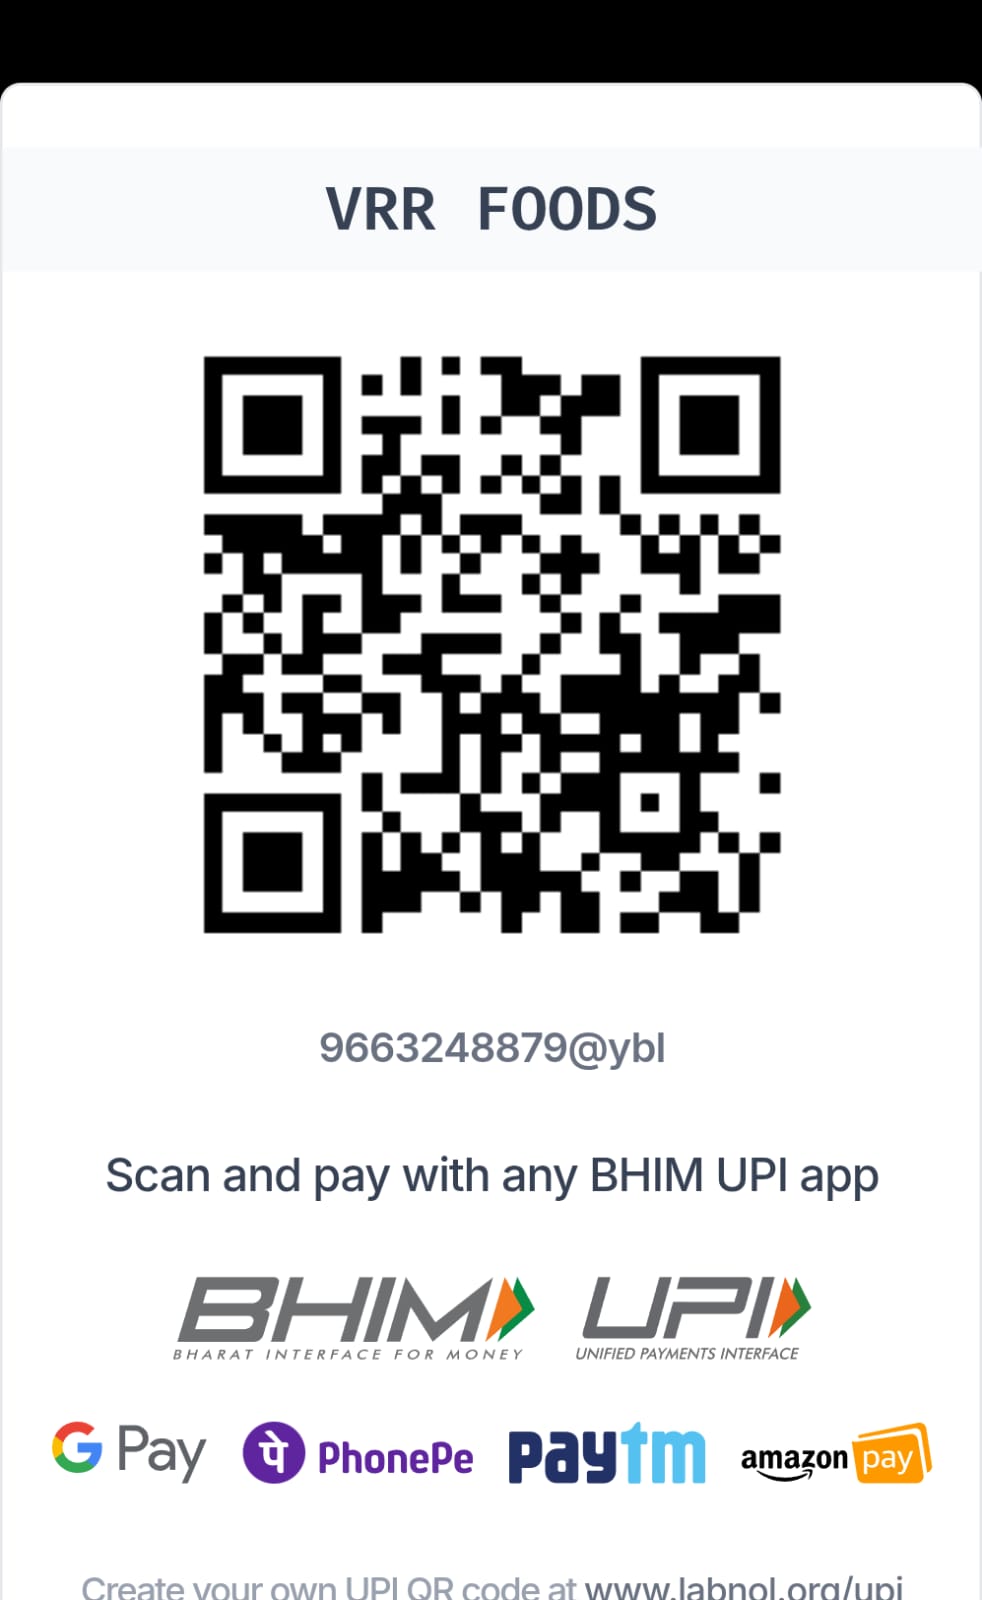 VRR FOODS
9663248879@ybl
Scan and pay with any BHIM UPI app
BHIM UPI
BHARAT INTERFACE FOR MONEY UNIFIED PAYMENTS INTERFACE
G Pay पे PhonePe paytm amazon pay
Create your own UPI QR code at www.labnol.org/upi